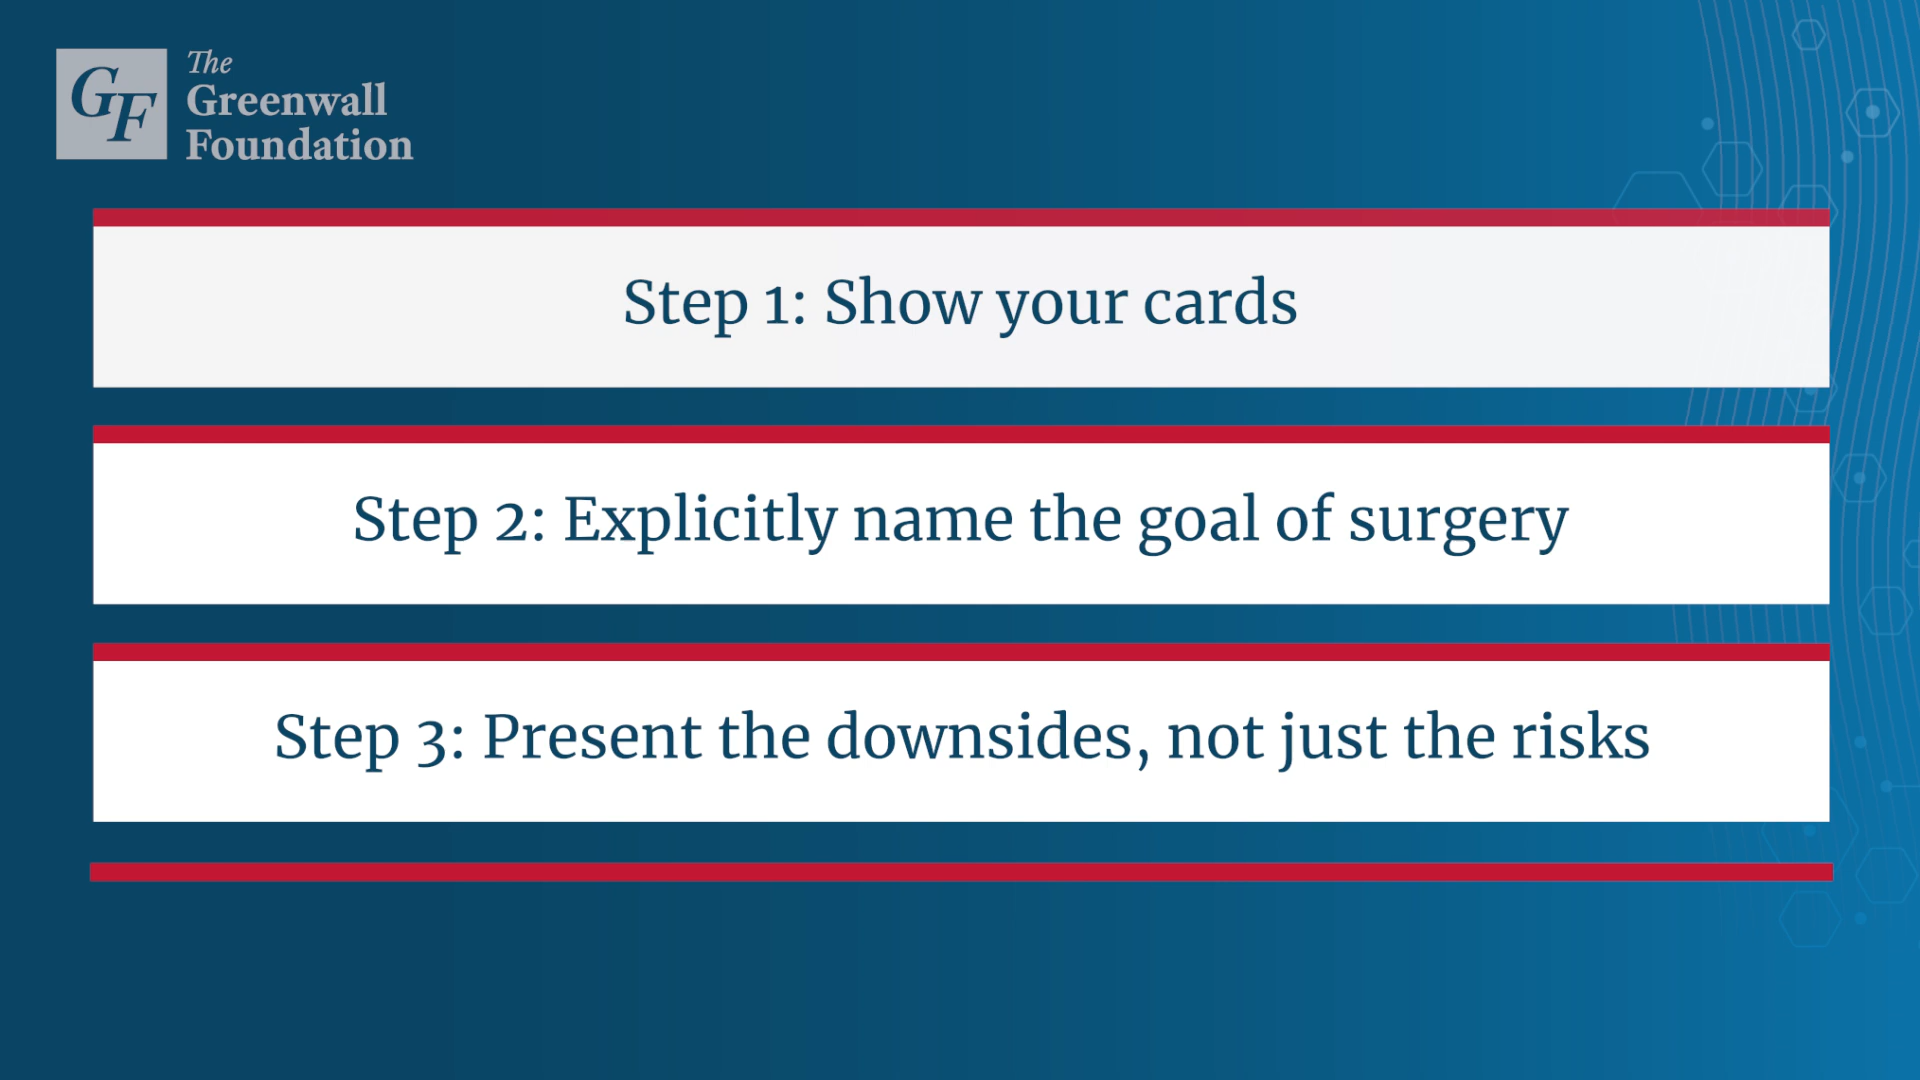 GF
The
Greenwall
Foundation
Step 1: Show your cards
Step 2: Explicitly name the goal of surgery
Step 3: Present the downsides, not just the risks